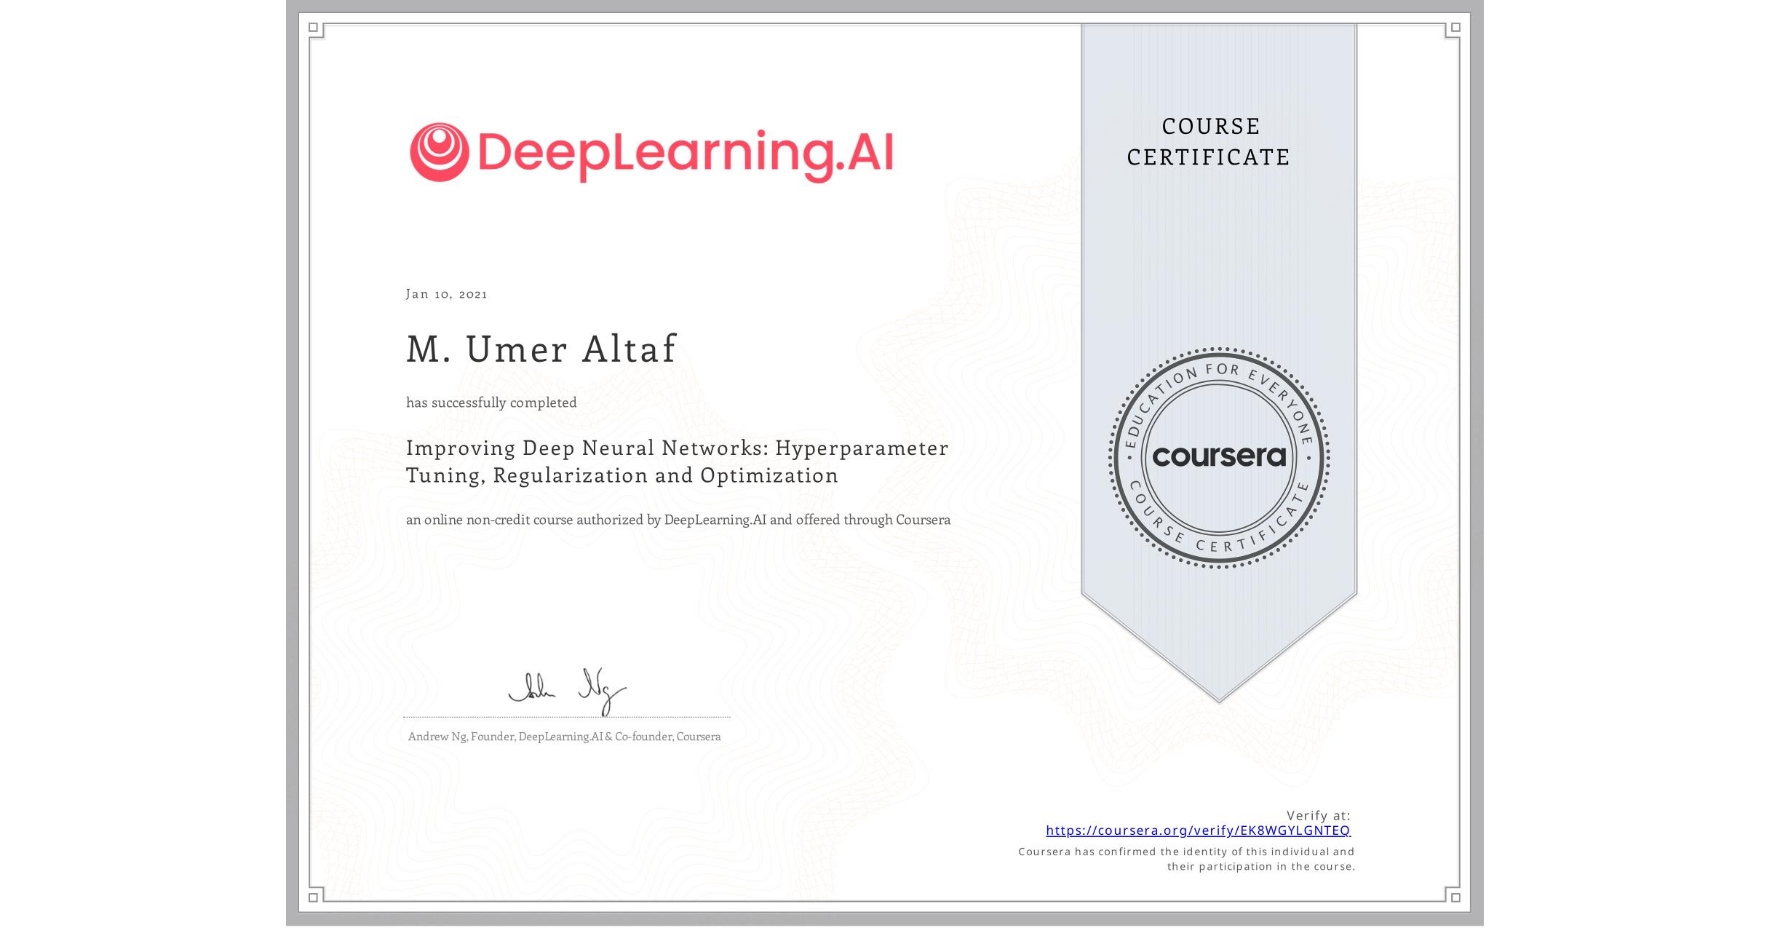 DeepLearning.AI
COURSE
CERTIFICATE
Jan 10, 2021
M. Umer Altaf
has successfully completed
Improving Deep Neural Networks: Hyperparameter
Tuning, Regularization and Optimization
an online non-credit course authorized by DeepLearning.AI and offered through Coursera
EDUCATION FOR EVERYONE
coursera
COURSE CERTIFICATE
Andrew Ng, Founder, DeepLearning.AI & Co-founder, Coursera
Verify at:
https://coursera.org/verify/EK8WGYLGNTEQ
Coursera has confirmed the identity of this individual and
their participation in the course.